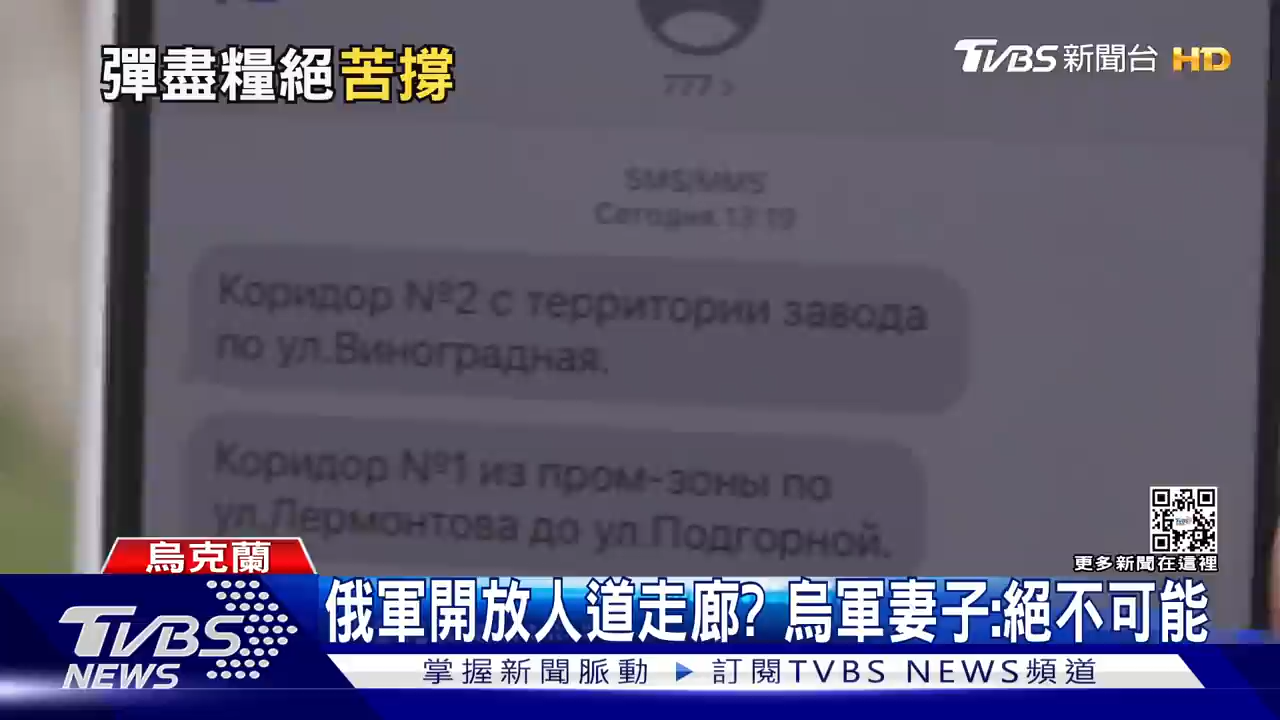 彈盡糧絕苦撐
TVBS新聞台 HD
777 >
SMS/MMS
Сегодня 13:19
Коридор №2 с территории завода
по ул.Виноградная.
Коридор №1 из пром-зоны по
ул.Лермонтова до ул.Подгорной.
更多新聞在這裡
烏克蘭
俄軍開放人道走廊? 烏軍妻子:絕不可能
TVBS
NEWS
掌握新聞脈動 ▶ 訂閱TVBS NEWS頻道